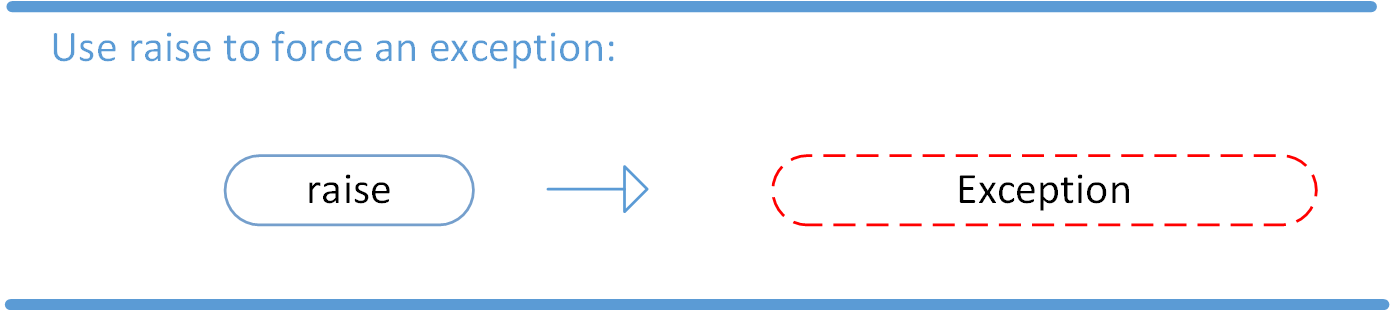 Use raise to force an exception:
raise
Exception